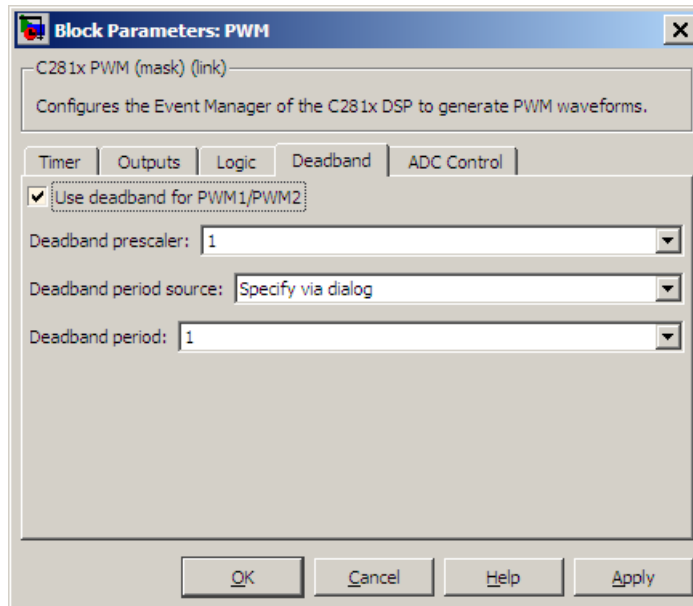 Block Parameters: PWM
C281x PWM (mask) (link)
Configures the Event Manager of the C281x DSP to generate PWM waveforms.
Timer Outputs Logic Deadband ADC Control
Use deadband for PWM1/PWM2
Deadband prescaler: 1
Deadband period source: Specify via dialog
Deadband period: 1
OK Cancel Help Apply